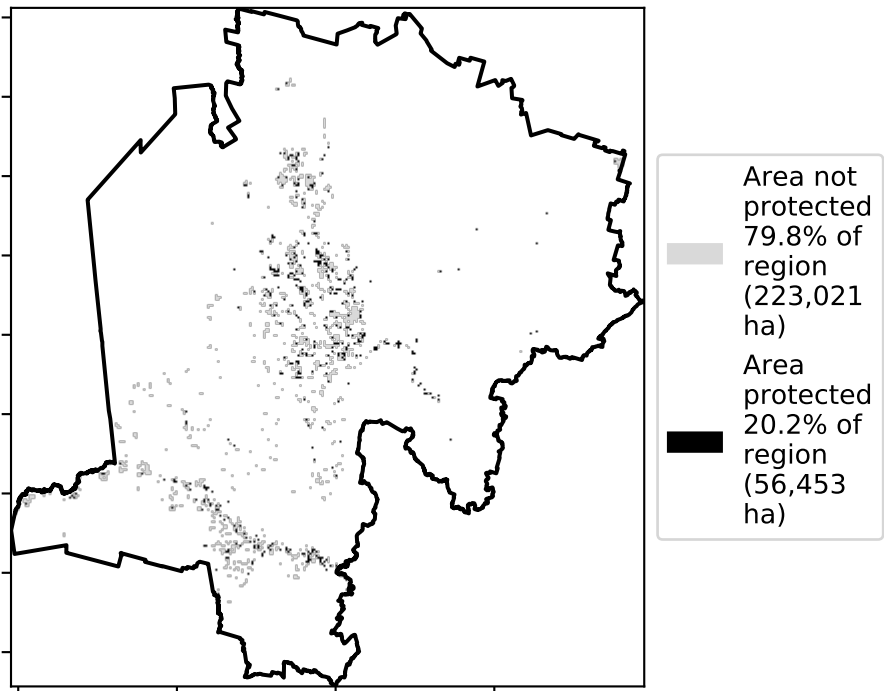 Area not
protected
79.8% of
region
(223,021
ha)
Area
protected
20.2% of
region
(56,453
ha)